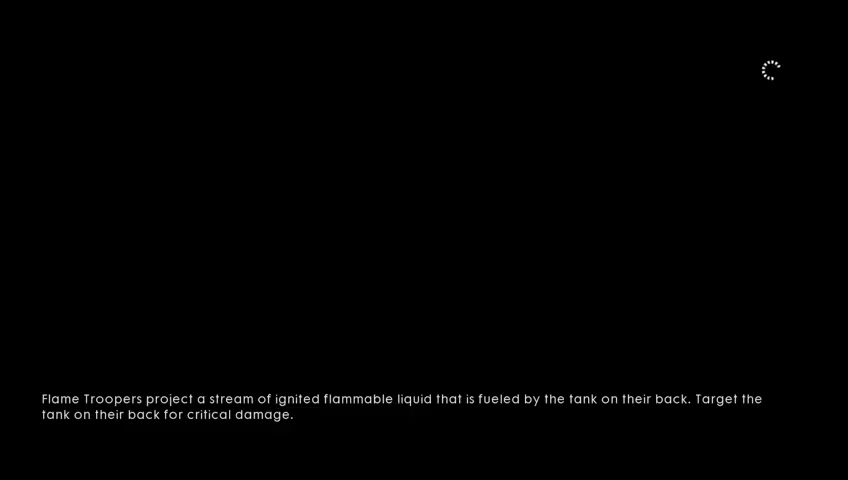 Flame Troopers project a stream of ignited flammable liquid that is fueled by the tank on their back. Target the
tank on their back for critical damage.